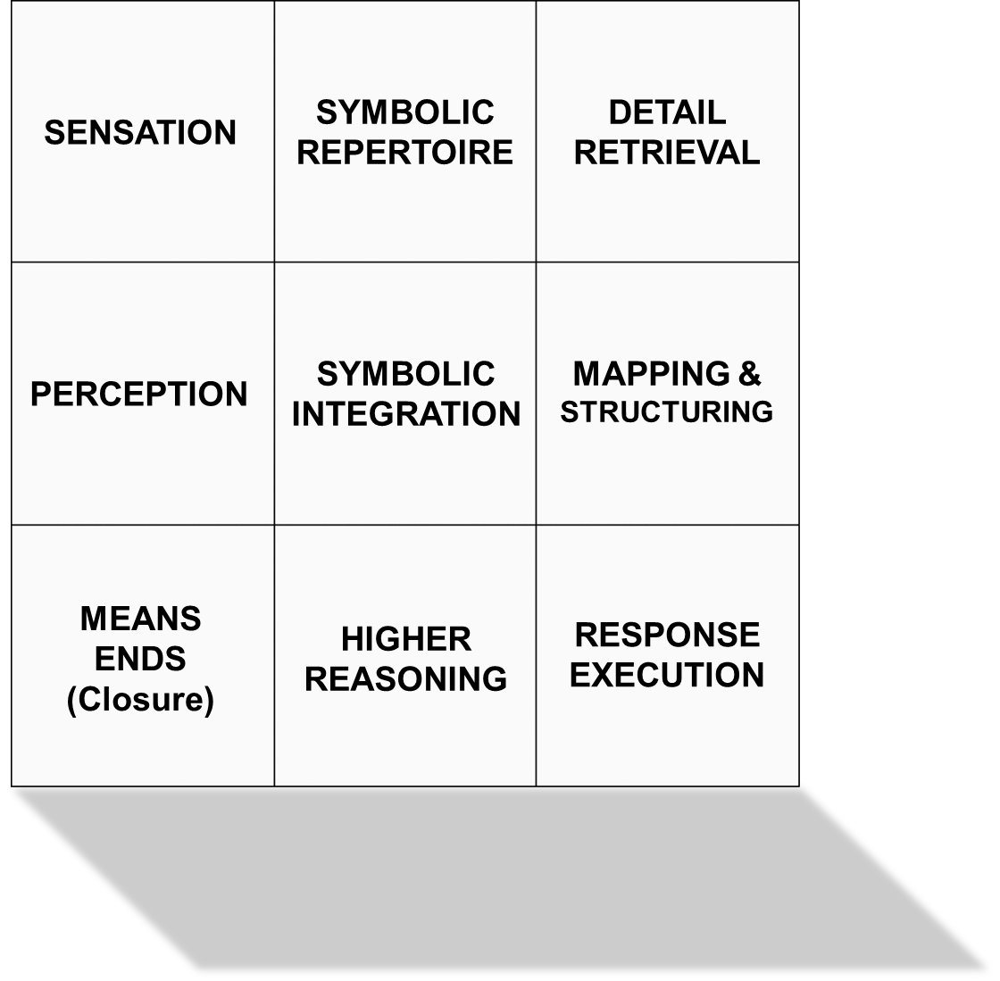 SENSATION
SYMBOLIC
REPERTOIRE
DETAIL
RETRIEVAL
PERCEPTION
SYMBOLIC
INTEGRATION
MAPPING &
STRUCTURING
MEANS
ENDS
(Closure)
HIGHER
REASONING
RESPONSE
EXECUTION